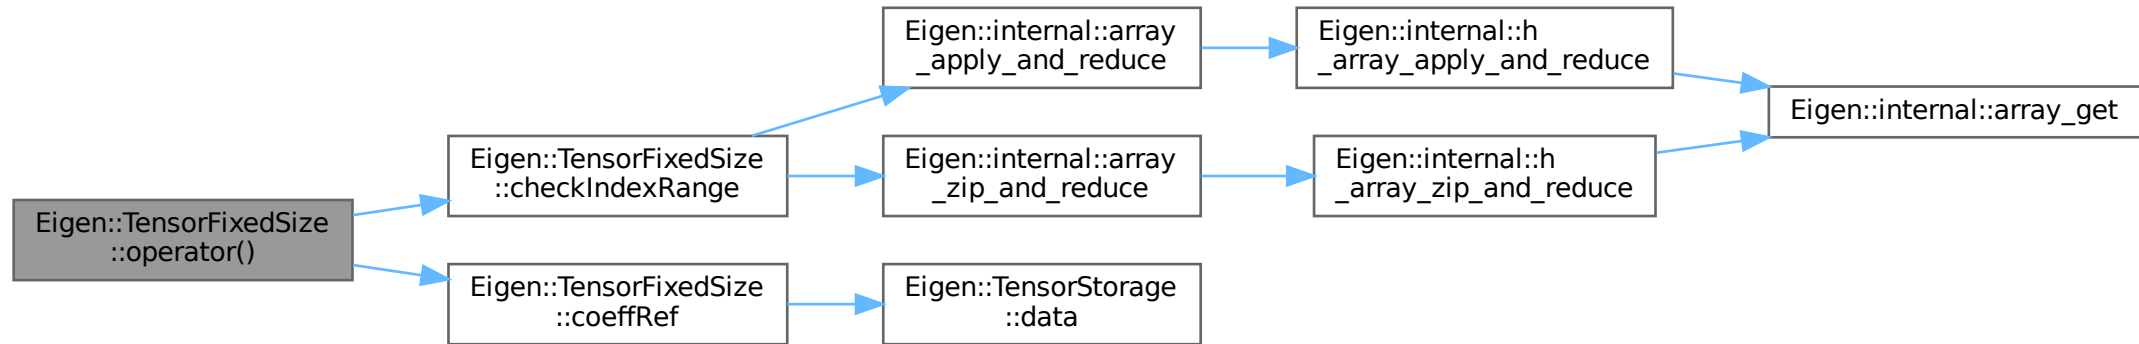 Eigen::TensorFixedSize
::operator()
Eigen::TensorFixedSize
::checkIndexRange
Eigen::internal::array
_apply_and_reduce
Eigen::internal::h
_array_apply_and_reduce
Eigen::internal::array_get
Eigen::internal::array
_zip_and_reduce
Eigen::internal::h
_array_zip_and_reduce
Eigen::TensorFixedSize
::coeffRef
Eigen::TensorStorage
::data